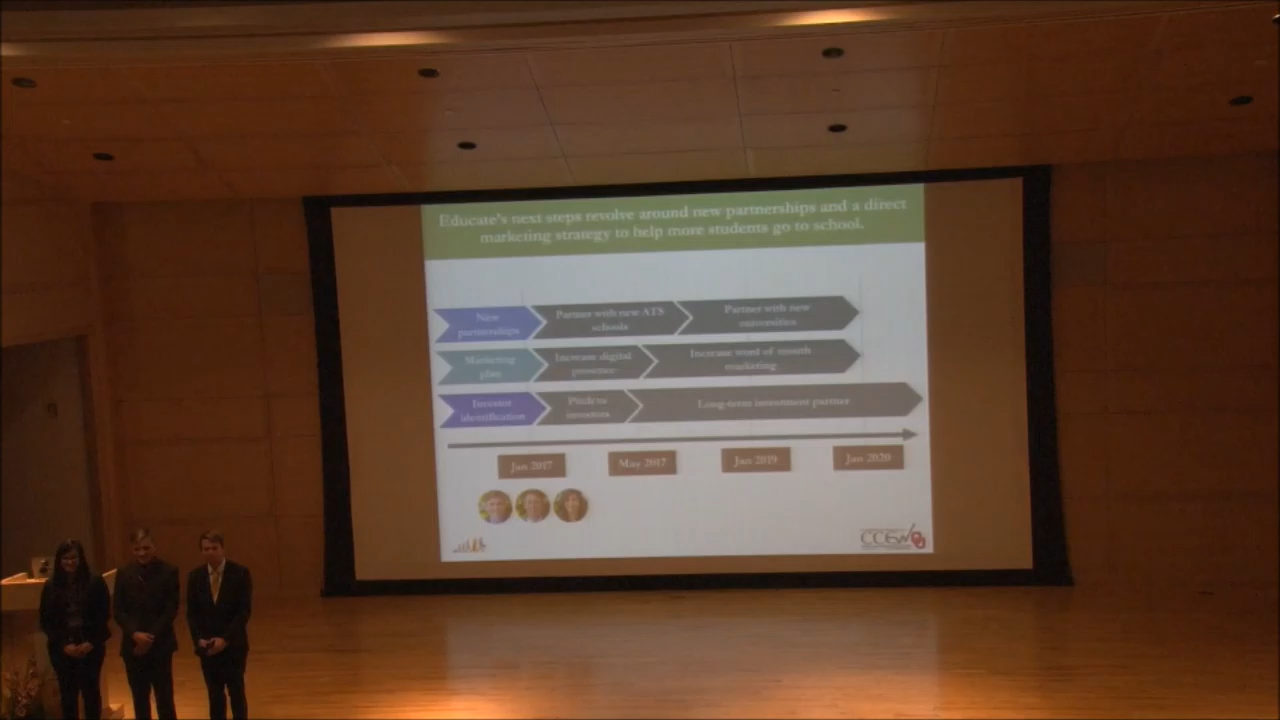 Educate's next steps revolve around new partnerships and a direct
marketing strategy to help more students go to school.
New
partnerships
Partner with new ATS
schools
Partner with new
universities
Marketing
plan
Increase digital
presence
Increase word of mouth
marketing
Investor
identification
Pitch to
investors
Long-term investment partner
Jan 2017
May 2017
Jan 2019
Jan 2020
CCEW